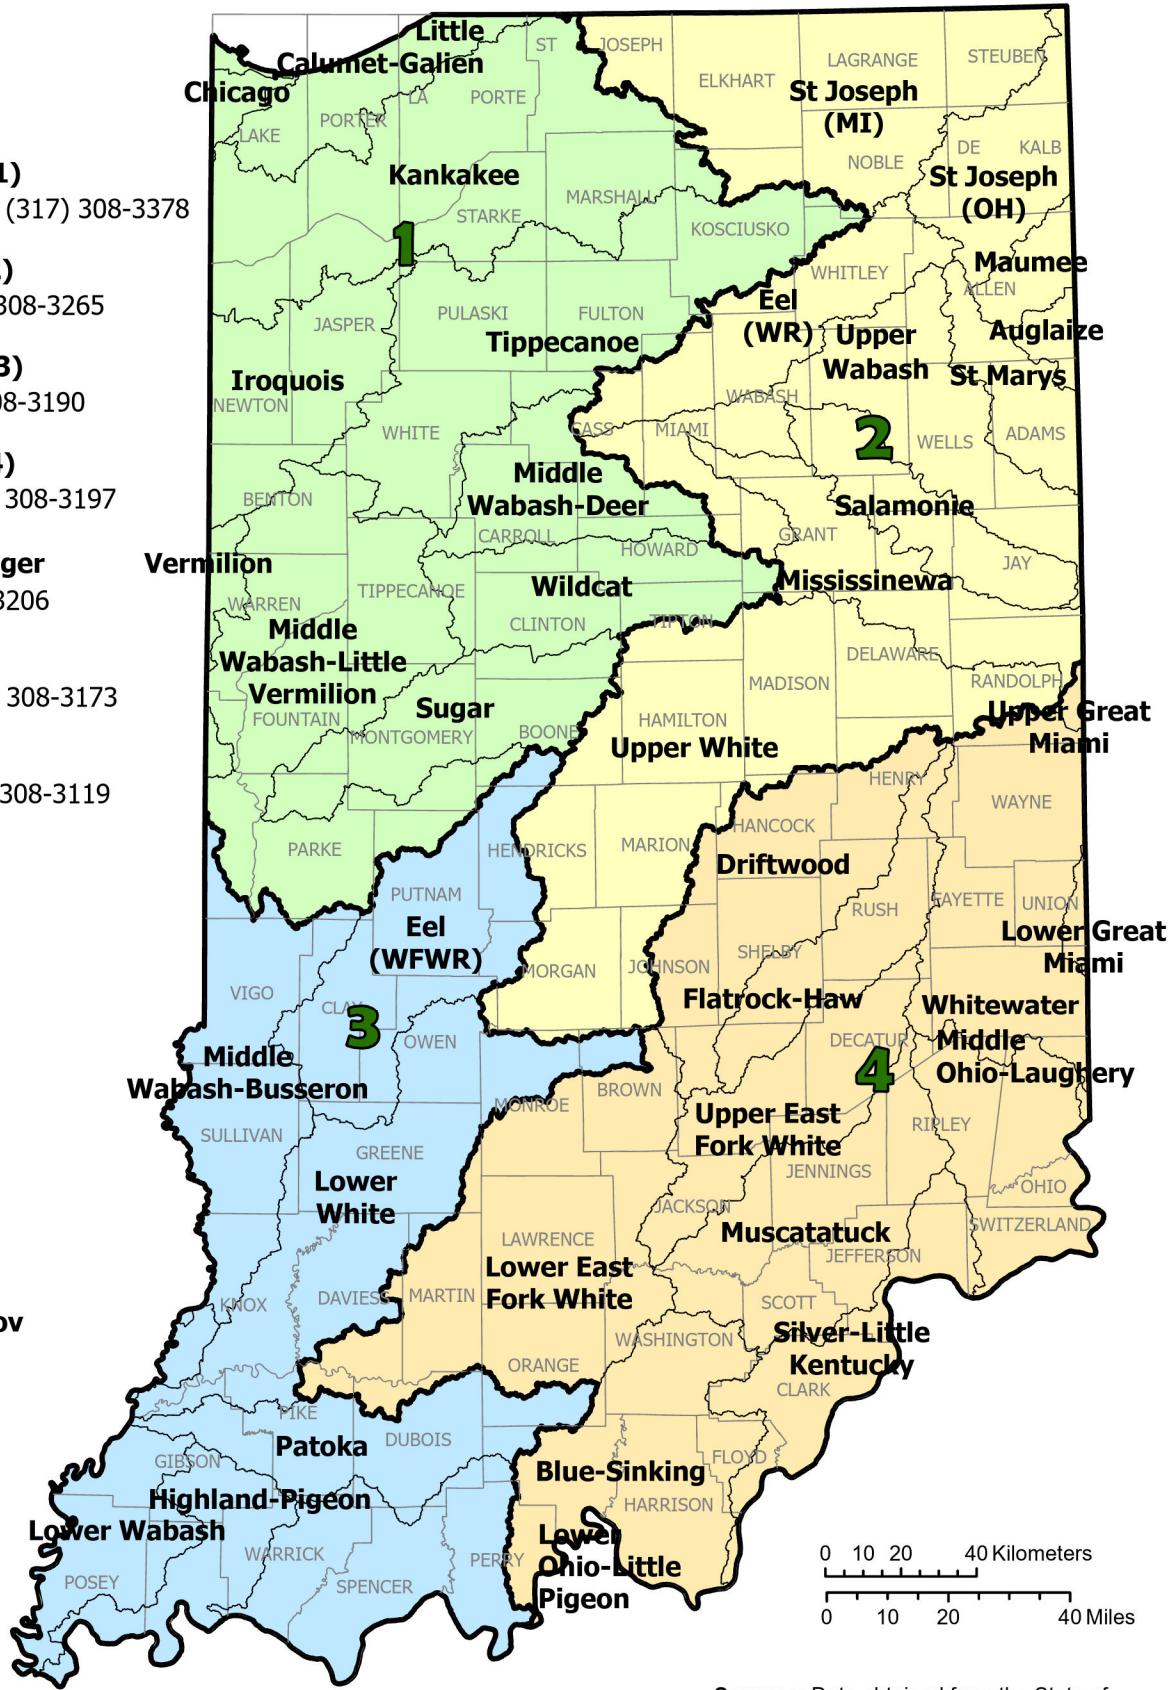 Little
Calumet-Galien
Chicago
ST
JOSEPH
ELKHART
LAGRANGE
STEUBEN
St Joseph
(MI)
LA
PORTE
PORTER
LAKE
NOBLE
DE
KALB
St Joseph
(OH)
1)
(317) 308-3378
Kankakee
STARKE
MARSHALL
KOSCIUSKO
1
WHITLEY
Maumee
ALLEN
)
308-3265
JASPER
PULASKI
FULTON
Eel
(WR)
Upper
Wabash
Auglaize
Tippecanoe
St Marys
3)
08-3190
Iroquois
NEWTON
WHITE
CASS
MIAMI
WABASH
2
WELLS
ADAMS
4)
308-3197
BENTON
Middle
Wabash-Deer
CARROLL
HOWARD
Salamonie
GRANT
JAY
ger
3206
Vermilion
WARREN
TIPPECANOE
Wildcat
CLINTON
TIPTON
Mississinewa
Middle
Wabash-Little
Vermilion
DELAWARE
MADISON
RANDOLPH
308-3173
Sugar
FOUNTAIN
MONTGOMERY
BOONE
HAMILTON
Upper White
Upper Great
Miami
308-3119
HENRY
WAYNE
PARKE
HENDRICKS
MARION
HANCOCK
Driftwood
PUTNAM
Eel
(WFWR)
RUSH
FAYETTE
UNION
Lower Great
Miami
VIGO
CLAY
3
OWEN
MORGAN
JOHNSON
SHELBY
Flatrock-Haw
Whitewater
DECATUR
4
Middle
Ohio-Laughery
Middle
Wabash-Busseron
MONROE
BROWN
SULLIVAN
GREENE
Upper East
Fork White
RIPLEY
JENNINGS
OHIO
Lower
White
JACKSON
SWITZERLAND
LAWRENCE
Muscatatuck
JEFFERSON
ov
KNOX
DAVIESS
MARTIN
Lower East
Fork White
SCOTT
Silver-Little
Kentucky
WASHINGTON
ORANGE
CLARK
PIKE
Patoka
DUBOIS
GIBSON
Blue-Sinking
FLOYD
Highland-Pigeon
HARRISON
Lower Wabash
WARRICK
Lower
Ohio-Little
Pigeon
PERRY
POSEY
SPENCER
0 10 20 40 Kilometers
0 10 20 40 Miles